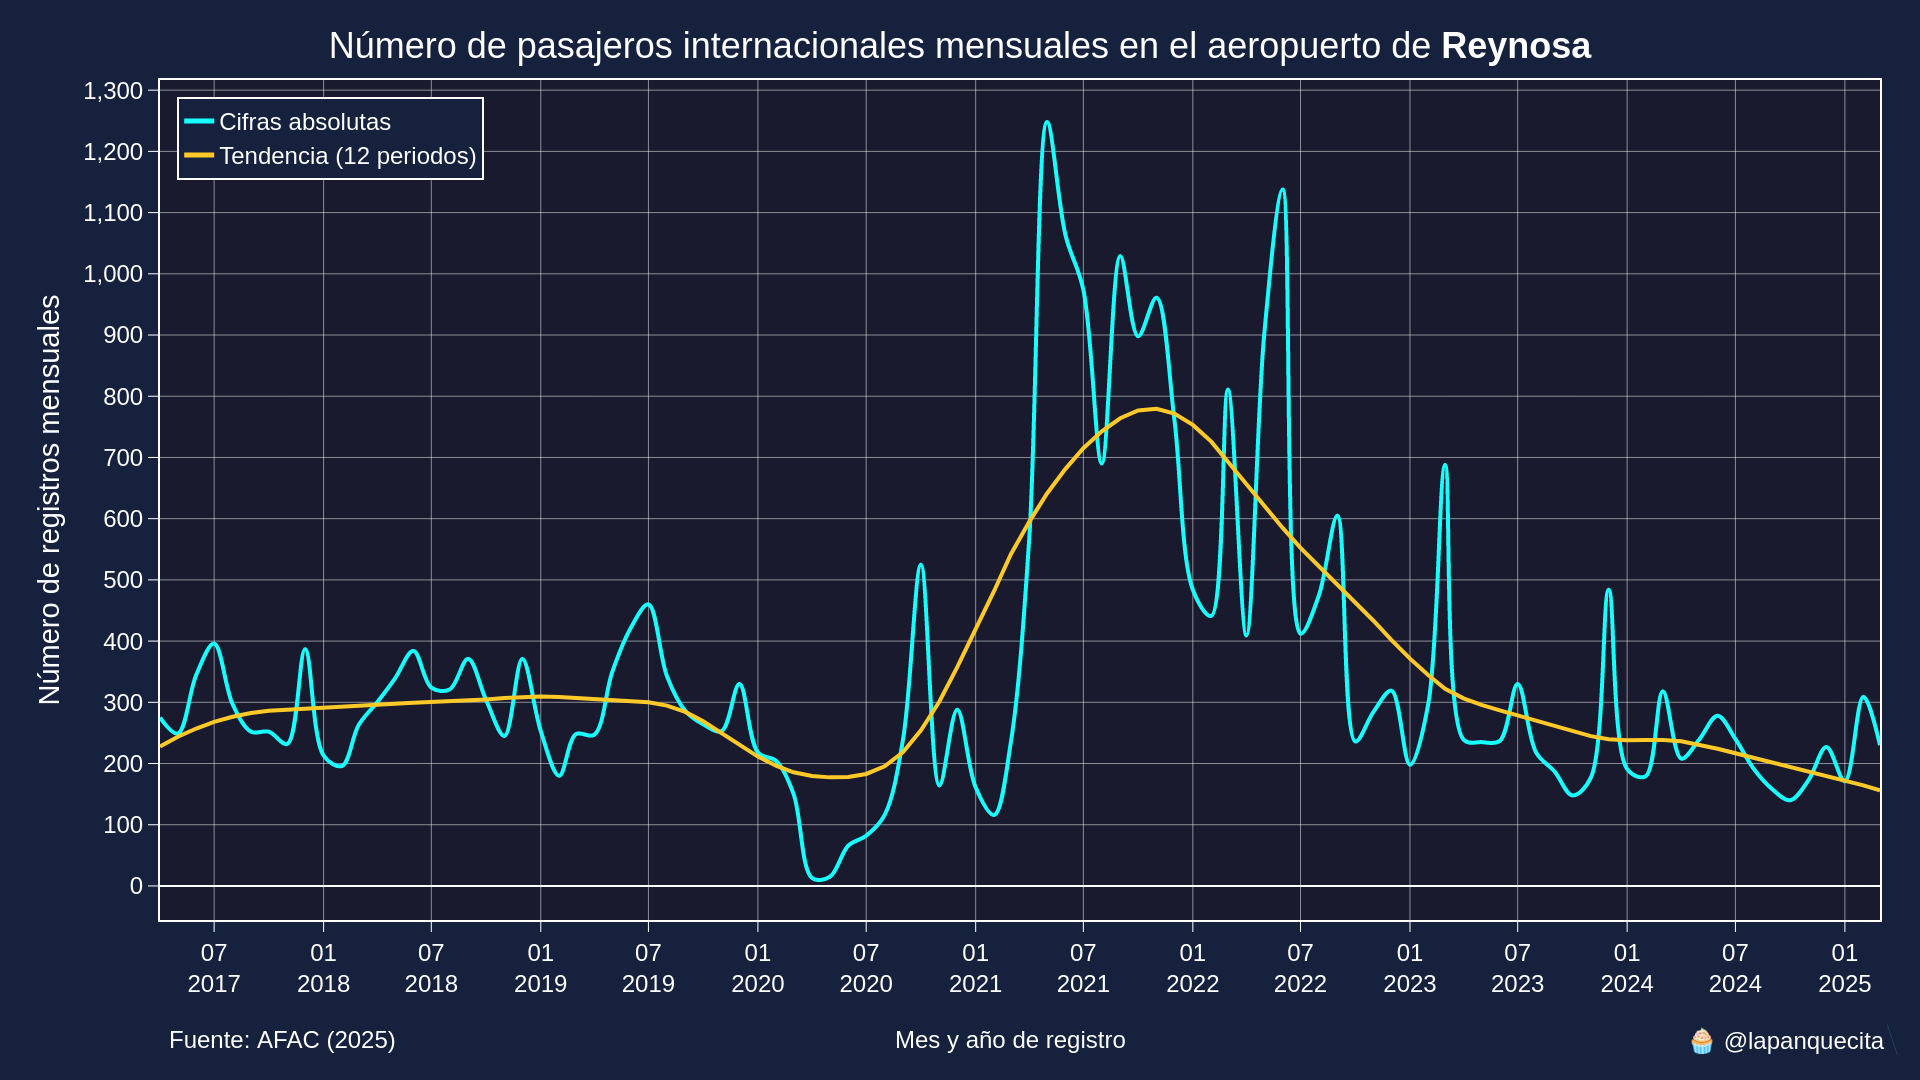 Número de pasajeros internacionales mensuales en el aeropuerto de Reynosa
Cifras absolutas
Tendencia (12 periodos)
Número de registros mensuales
1,300
1,200
1,100
1,000
900
800
700
600
500
400
300
200
100
0
07 01 07 01 07 01 07 01 07 01 07 01 07 01 07 01
2017 2018 2018 2019 2019 2020 2020 2021 2021 2022 2022 2023 2023 2024 2024 2025
Fuente: AFAC (2025)
Mes y año de registro
🧁 @lapanquecita